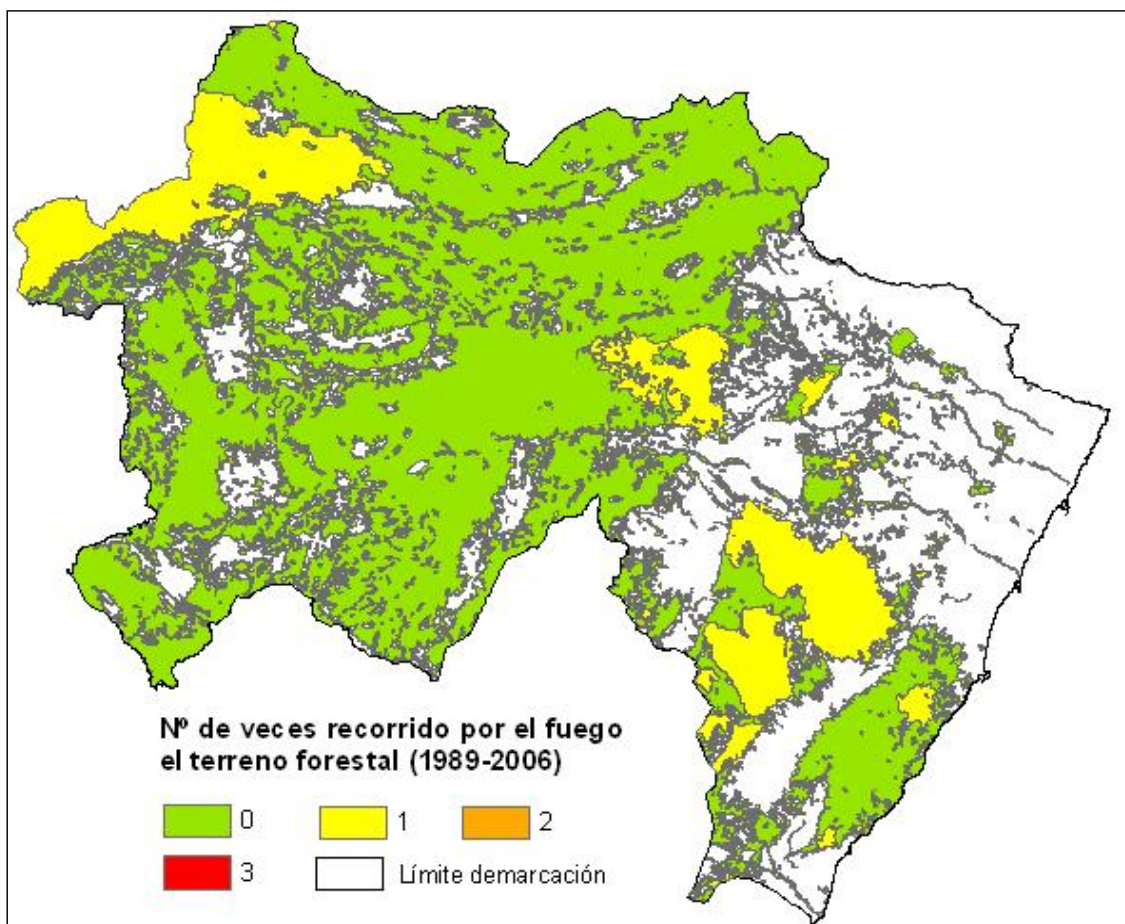 Nº de veces recorrido por el fuego
el terreno forestal (1989-2006)
0 1 2
3 Límite demarcación